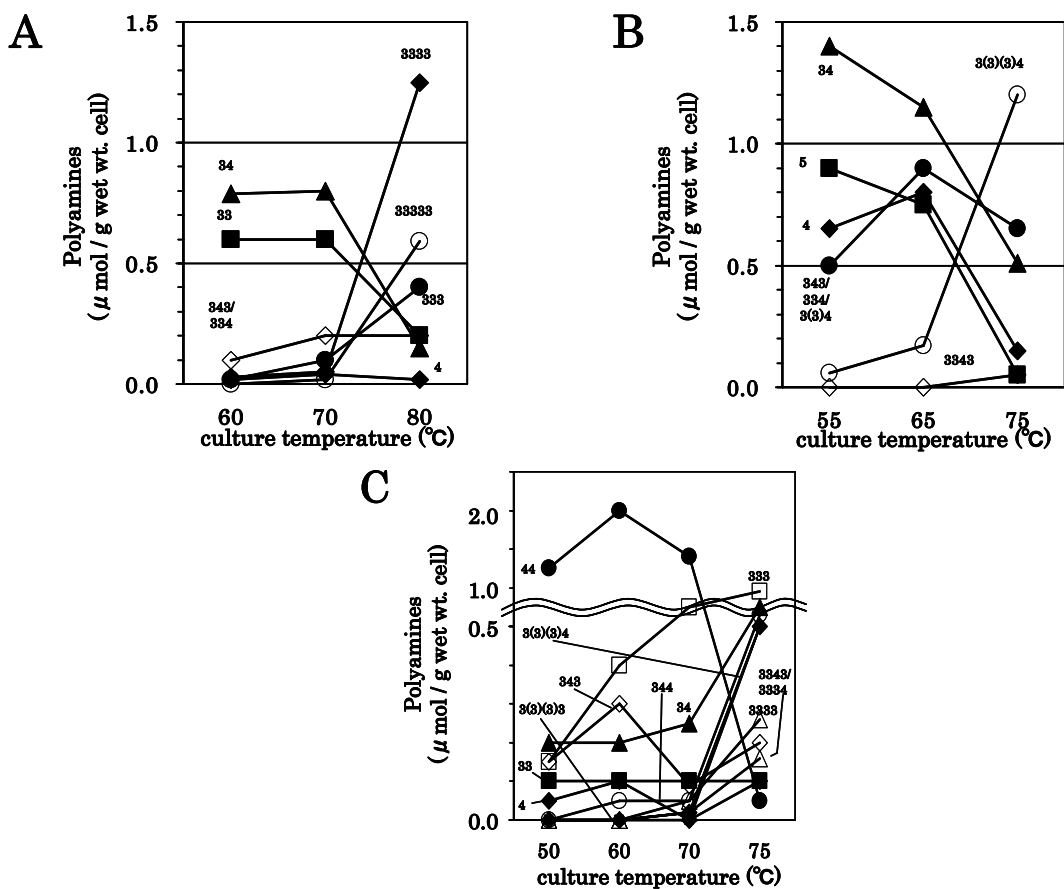 A
Polyamines
(μ mol / g wet wt. cell)
1.5
1.0
0.5
0.0
3333
34
33
33333
343/
334
333
4
60 70 80
culture temperature (℃)
B
Polyamines
(μ mol / g wet wt. cell)
1.5
1.0
0.5
0.0
34
3(3)(3)4
5
4
343/
334/
3(3)4
3343
55 65 75
culture temperature (℃)
C
Polyamines
(μ mol / g wet wt. cell)
2.0
1.0
0.5
0.0
44
333
3(3)(3)4
343
344
34
3343/
3334
3(3)(3)3
3333
33
4
50 60 70 75
culture temperature (℃)